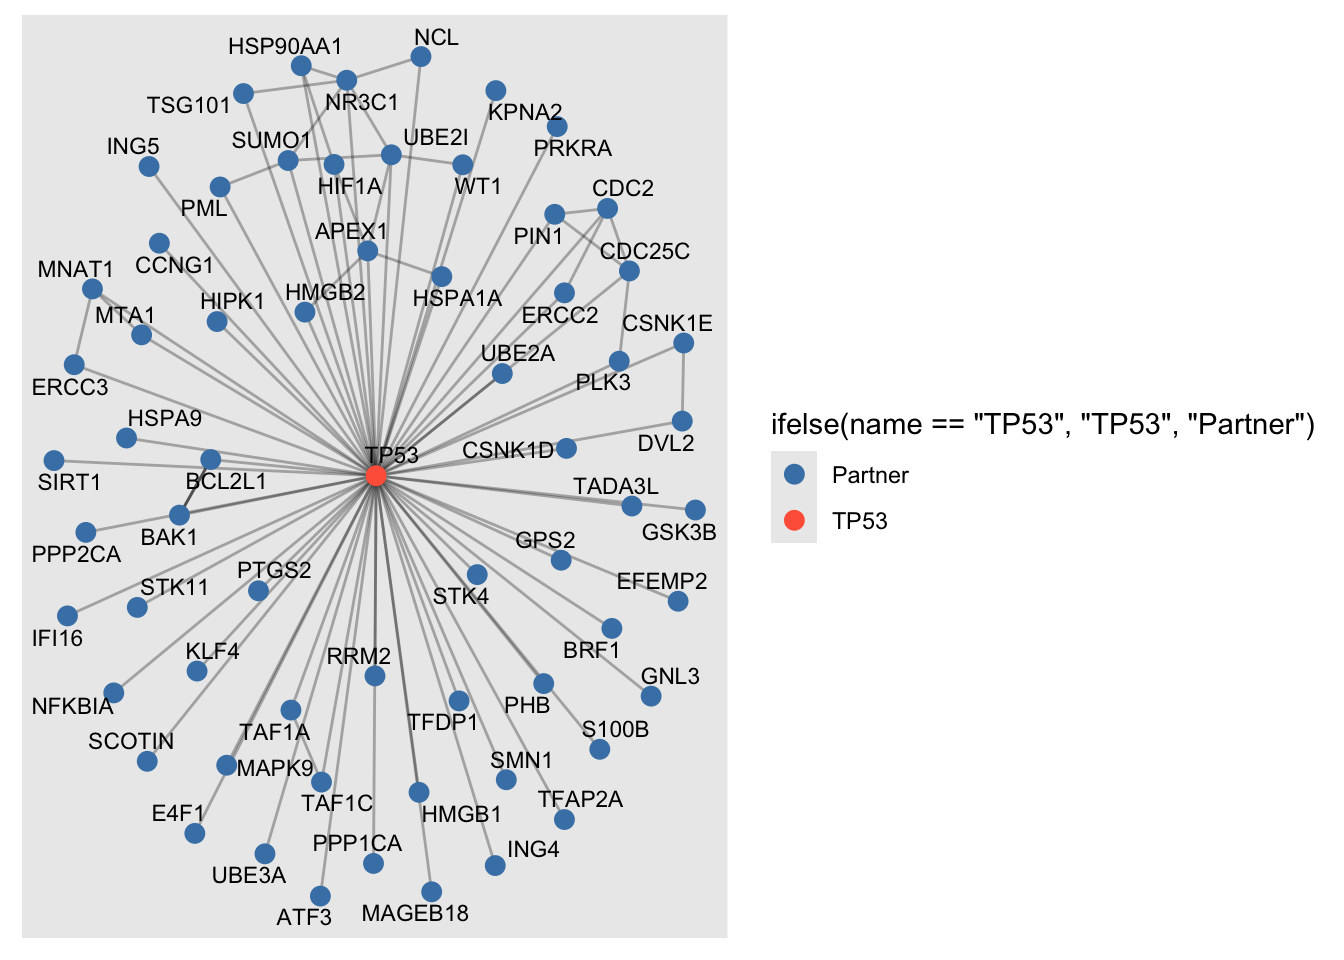 NCL
HSP90AA1
TSG101
NR3C1
KPNA2
ING5
SUMO1
UBE2I
PRKRA
HIF1A
WT1
CDC2
PML
APEX1
PIN1
CDC25C
CCNG1
MNAT1
HIPK1
HMGB2
HSPA1A
ERCC2
MTA1
CSNK1E
UBE2A
ERCC3
PLK3
HSPA9
DVL2
TP53
CSNK1D
SIRT1
BCL2L1
TADA3L
GSK3B
PPP2CA
BAK1
GPS2
PTGS2
STK11
STK4
EFEMP2
IFI16
KLF4
RRM2
BRF1
GNL3
NFKBIA
PHB
TAF1A
TFDP1
S100B
SCOTIN
SMN1
MAPK9
TAF1C
TFAP2A
E4F1
HMGB1
PPP1CA
ING4
UBE3A
ATF3
MAGEB18
ifelse(name == "TP53", "TP53", "Partner")
Partner
TP53